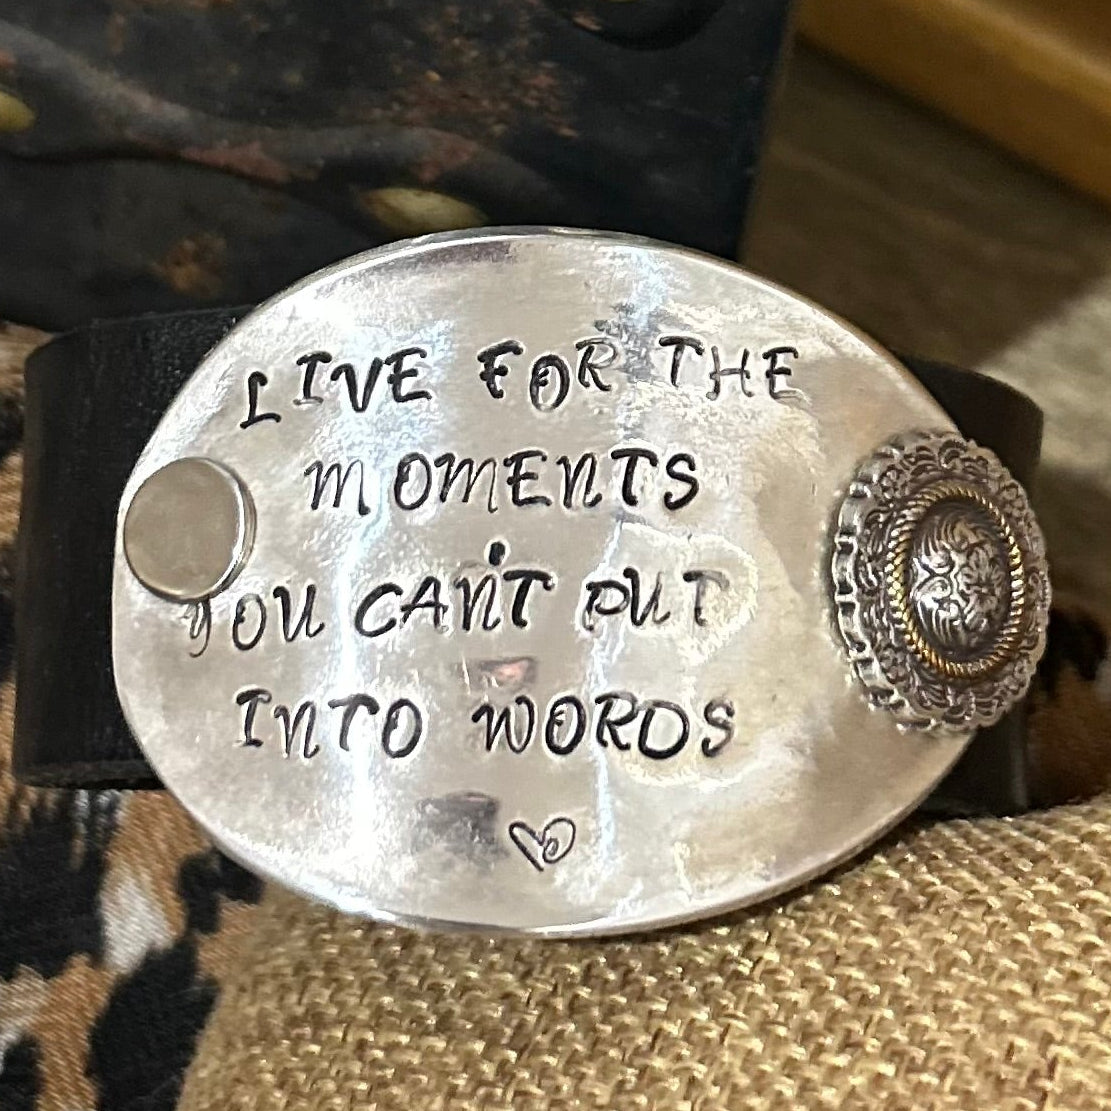 LIVE FOR THE
MOMENTS
YOU CAN'T PUT
INTO WORDS